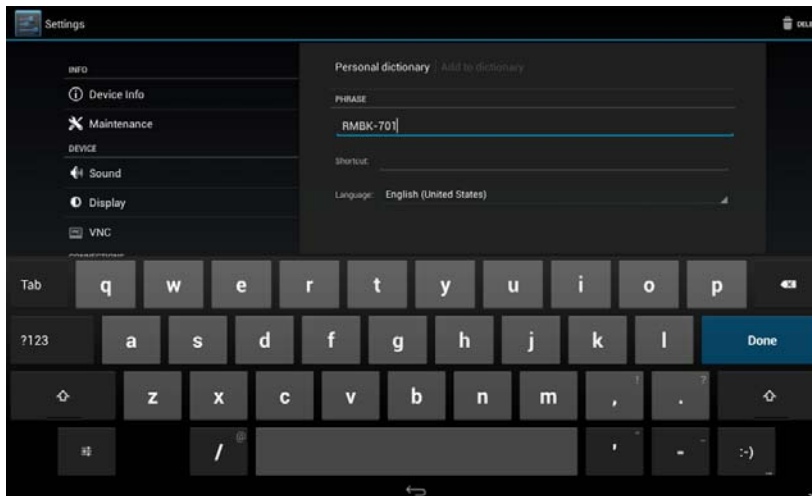 Settings
INFO
Device Info
Maintenance
DEVICE
Sound
Display
VNC
Personal dictionary Add to dictionary
PHRASE
RMBK-701
Shortcut:
Language: English (United States)
Tab q w e r t y u i o p
?123 a s d f g h j k l Done
z x c v b n m , ! . ?
/ @ ' " - _ :-)